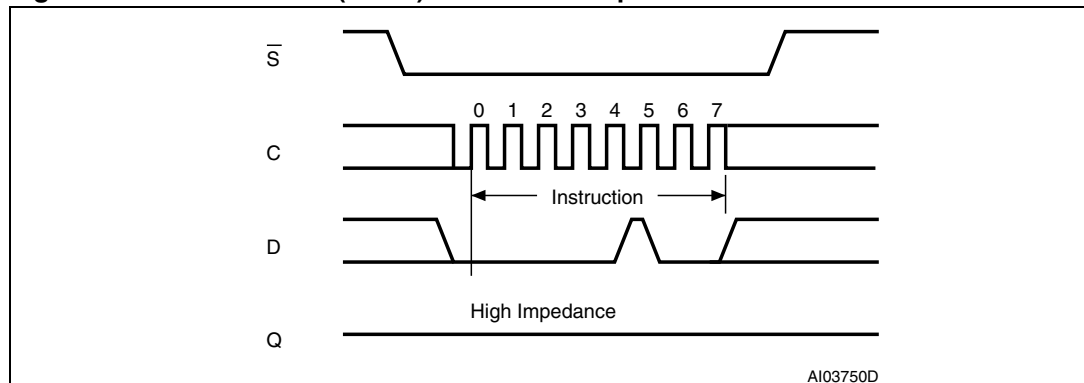 S̅
0 1 2 3 4 5 6 7
C
Instruction
D
High Impedance
Q
AI03750D